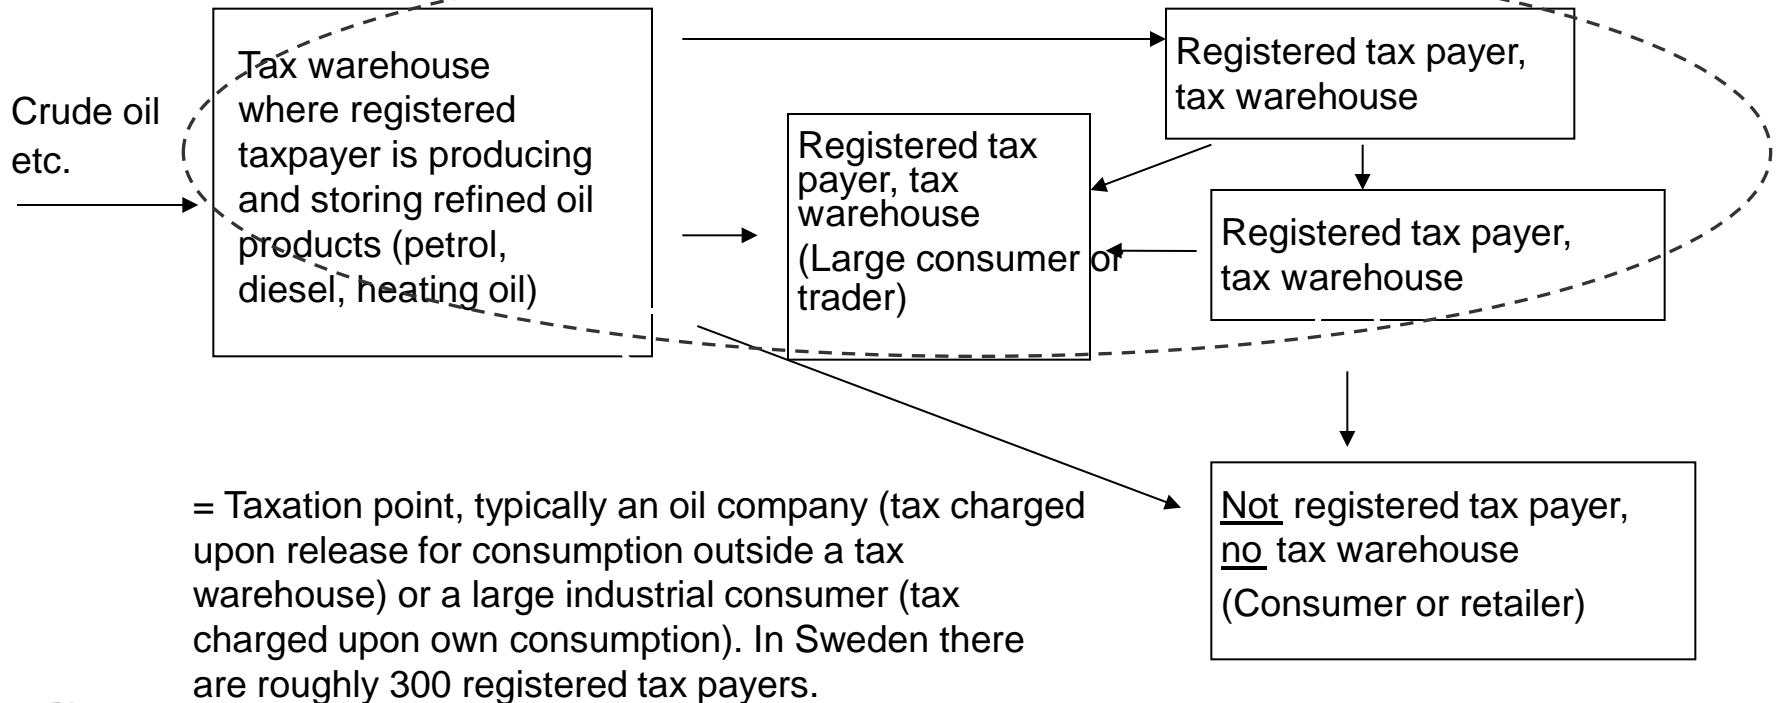 Crude oil
etc.
Tax warehouse
where registered
taxpayer is producing
and storing refined oil
products (petrol,
diesel, heating oil)
Registered tax
payer, tax
warehouse
(Large consumer or
trader)
Registered tax payer,
tax warehouse
Registered tax payer,
tax warehouse
Not registered tax payer,
no tax warehouse
(Consumer or retailer)
= Taxation point, typically an oil company (tax charged
upon release for consumption outside a tax
warehouse) or a large industrial consumer (tax
charged upon own consumption). In Sweden there
are roughly 300 registered tax payers.